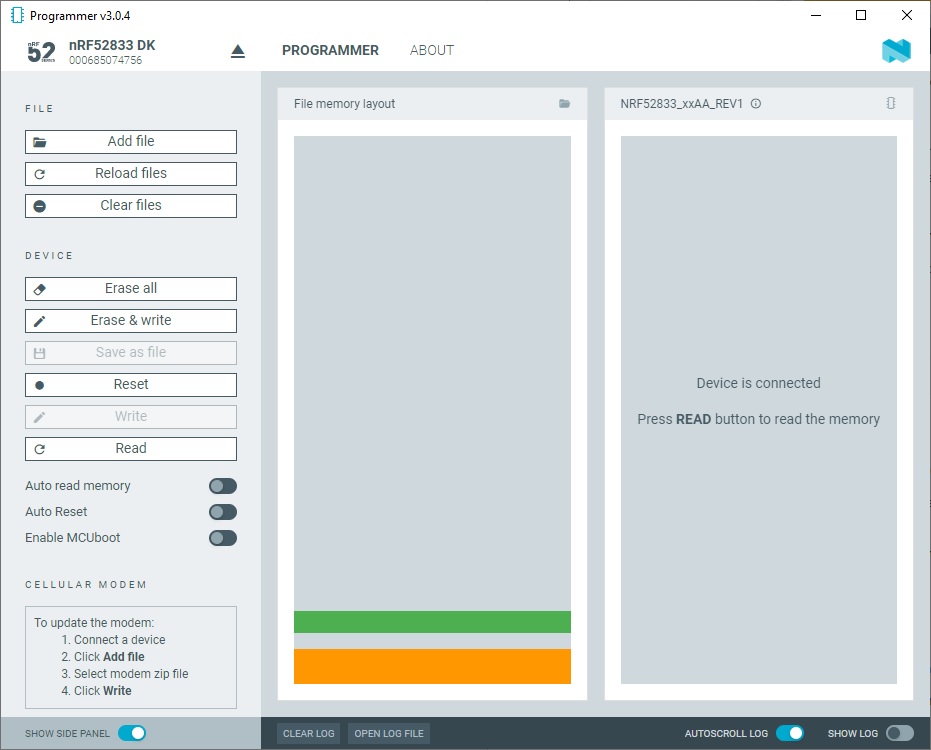 Programmer v3.0.4
nRF
52
SERIES
nRF52833 DK
000685074756
PROGRAMMER
ABOUT
FILE
Add file
Reload files
Clear files
DEVICE
Erase all
Erase & write
Save as file
Reset
Write
Read
Auto read memory
Auto Reset
Enable MCUboot
CELLULAR MODEM
To update the modem:
1. Connect a device
2. Click Add file
3. Select modem zip file
4. Click Write
SHOW SIDE PANEL
File memory layout
NRF52833_xxAA_REV1
Device is connected
Press READ button to read the memory
CLEAR LOG
OPEN LOG FILE
AUTOSCROLL LOG
SHOW LOG